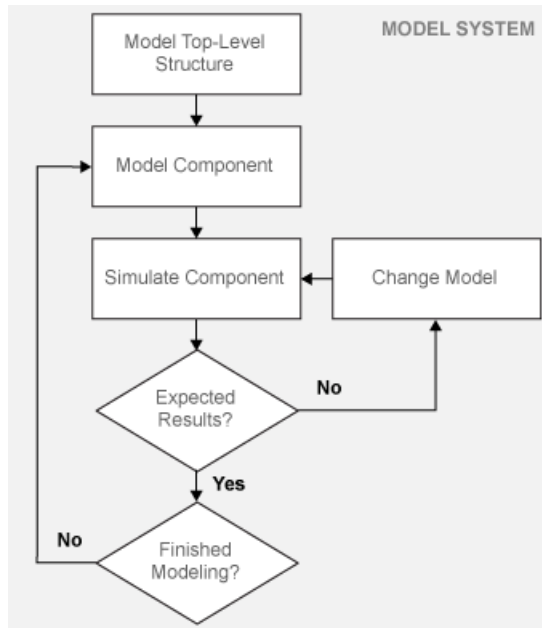 MODEL SYSTEM
Model Top-Level
Structure
Model Component
Simulate Component
Change Model
Expected
Results?
No
Yes
No
Finished
Modeling?